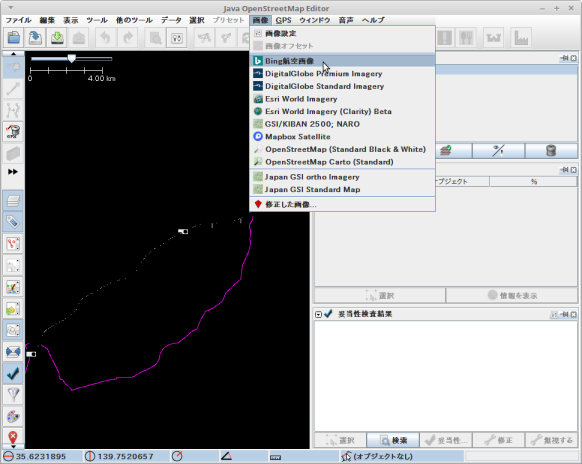 Java OpenStreetMap Editor
ファイル 編集 表示 ツール 他のツール データ 選択 プリセット 画像 GPS ウィンドウ 音声 ヘルプ
画像設定
画像オフセット
Bing航空画像
DigitalGlobe Premium Imagery
DigitalGlobe Standard Imagery
Esri World Imagery
Esri World Imagery (Clarity) Beta
GSI/KIBAN 2500; NARO
Mapbox Satellite
OpenStreetMap (Standard Black & White)
OpenStreetMap Carto (Standard)
Japan GSI ortho Imagery
Japan GSI Standard Map
修正した画像...
0 4.00 km
ブジェクト %
選択 情報を表示
妥当性検査結果
選択 検索 妥当性... 修正 無視する
35.6231895 139.7520657 (オブジェクトなし)